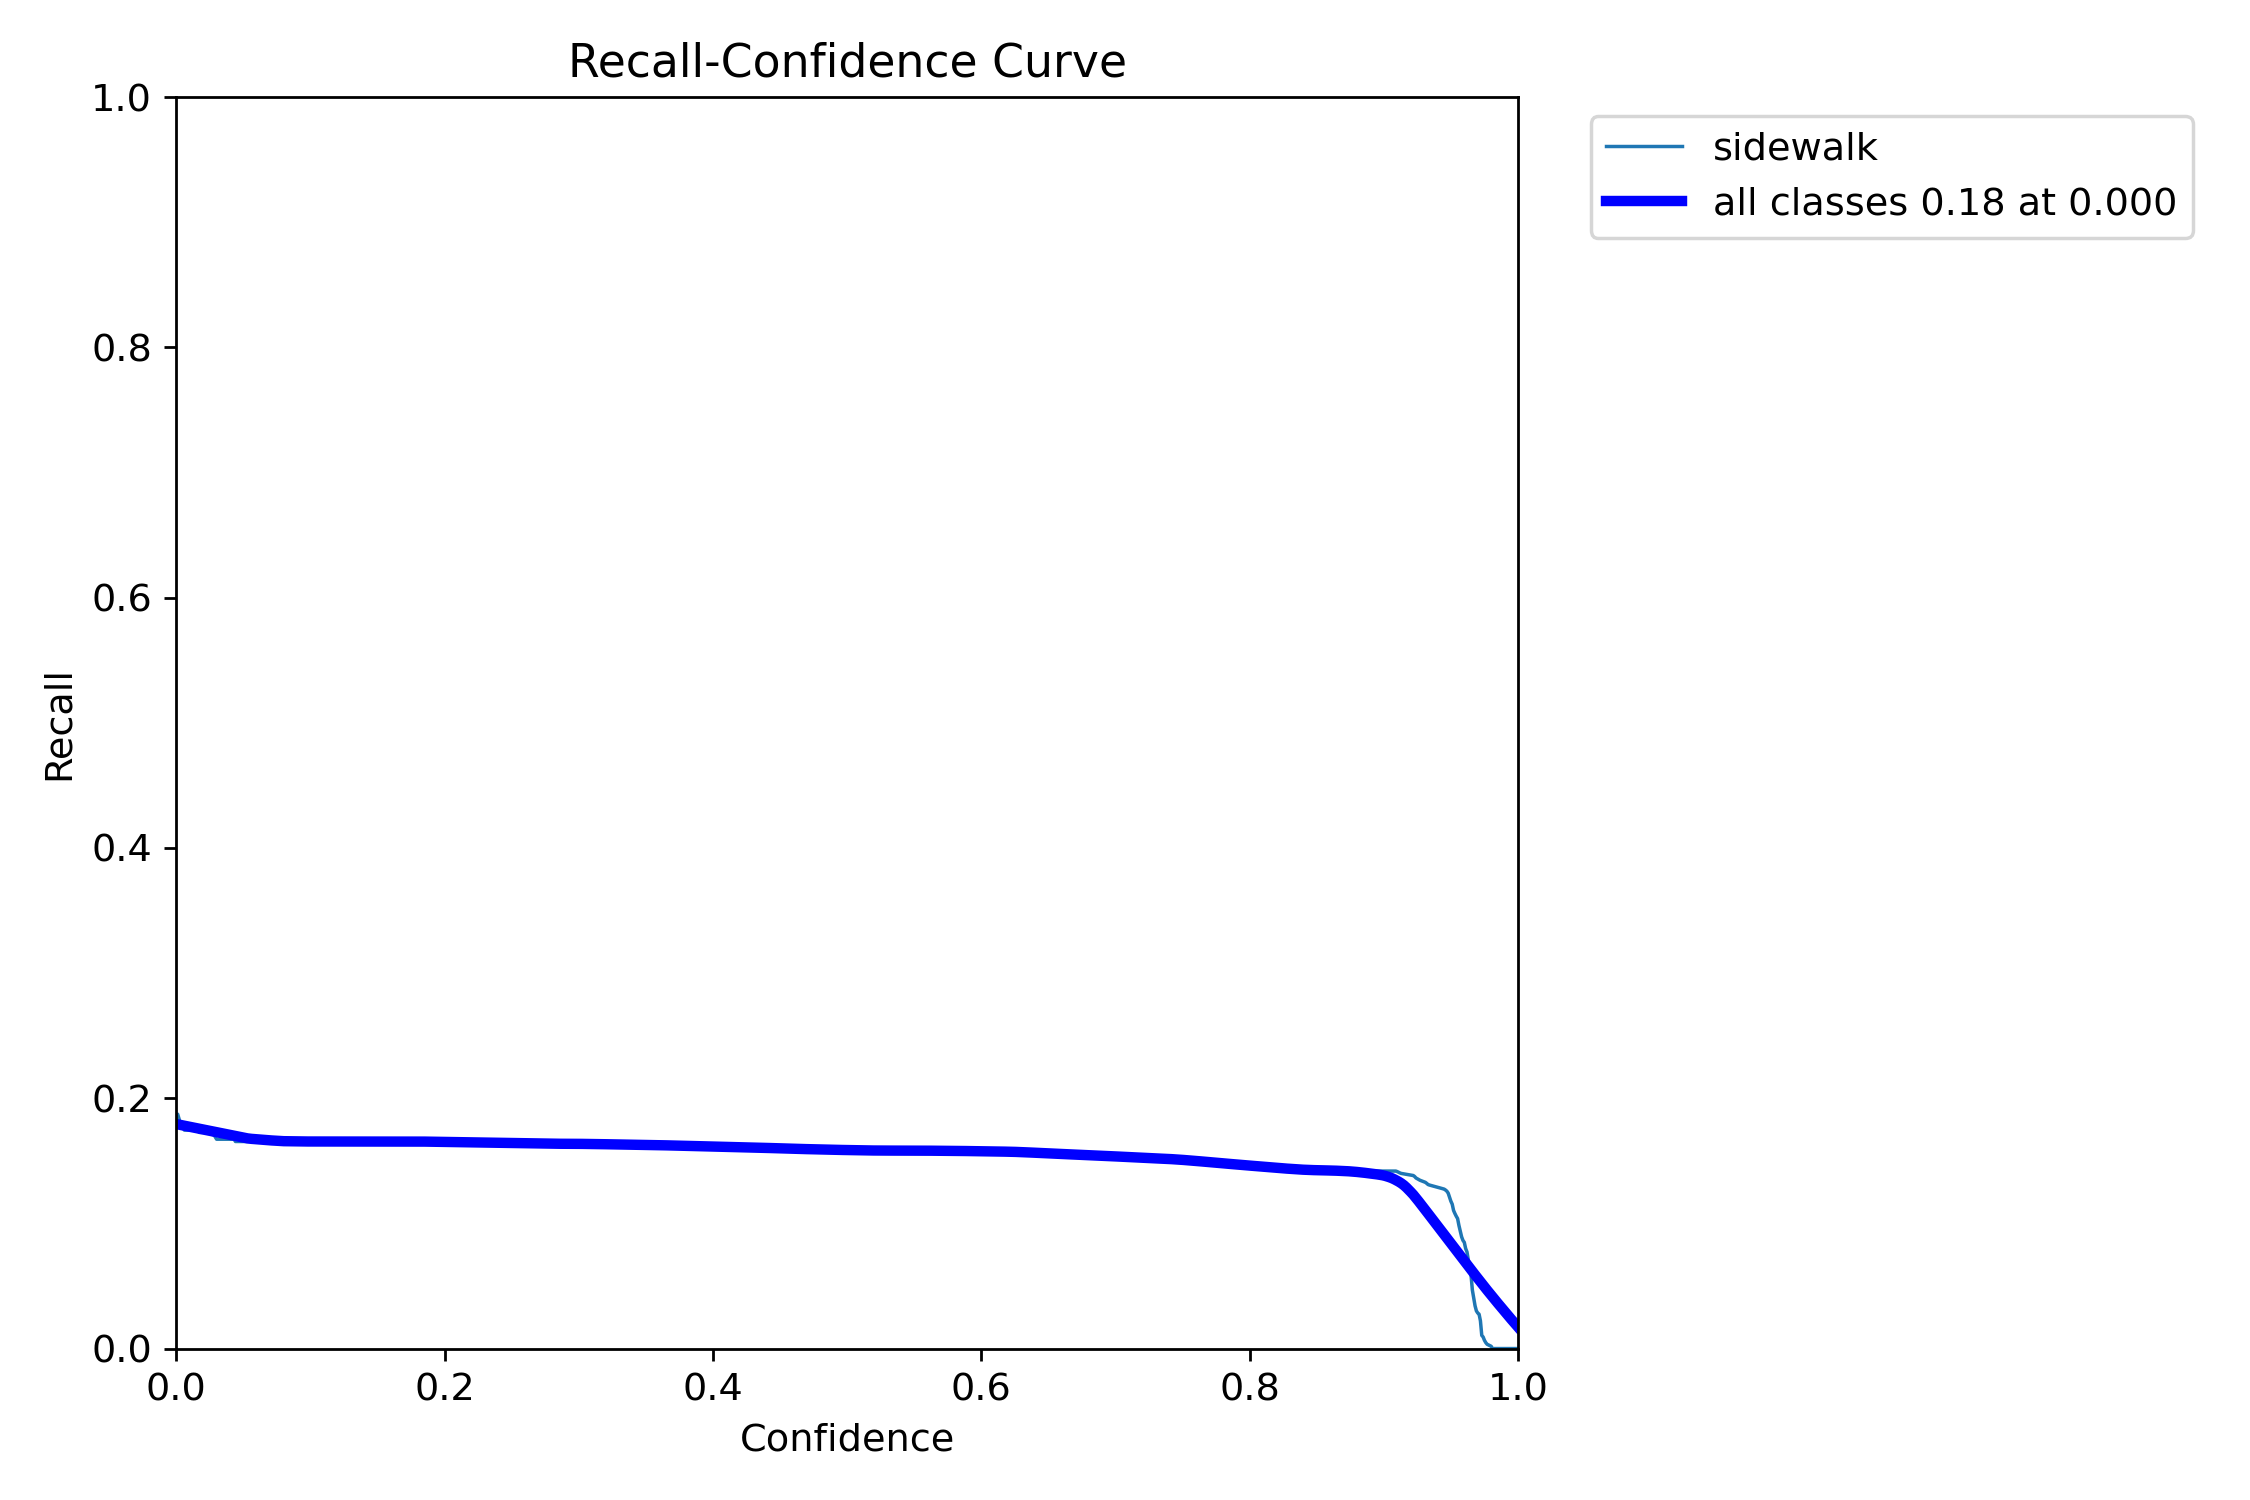 Recall-Confidence Curve
1.0
0.8
0.6
0.4
0.2
0.0
Recall
0.0 0.2 0.4 0.6 0.8 1.0
Confidence
sidewalk
all classes 0.18 at 0.000